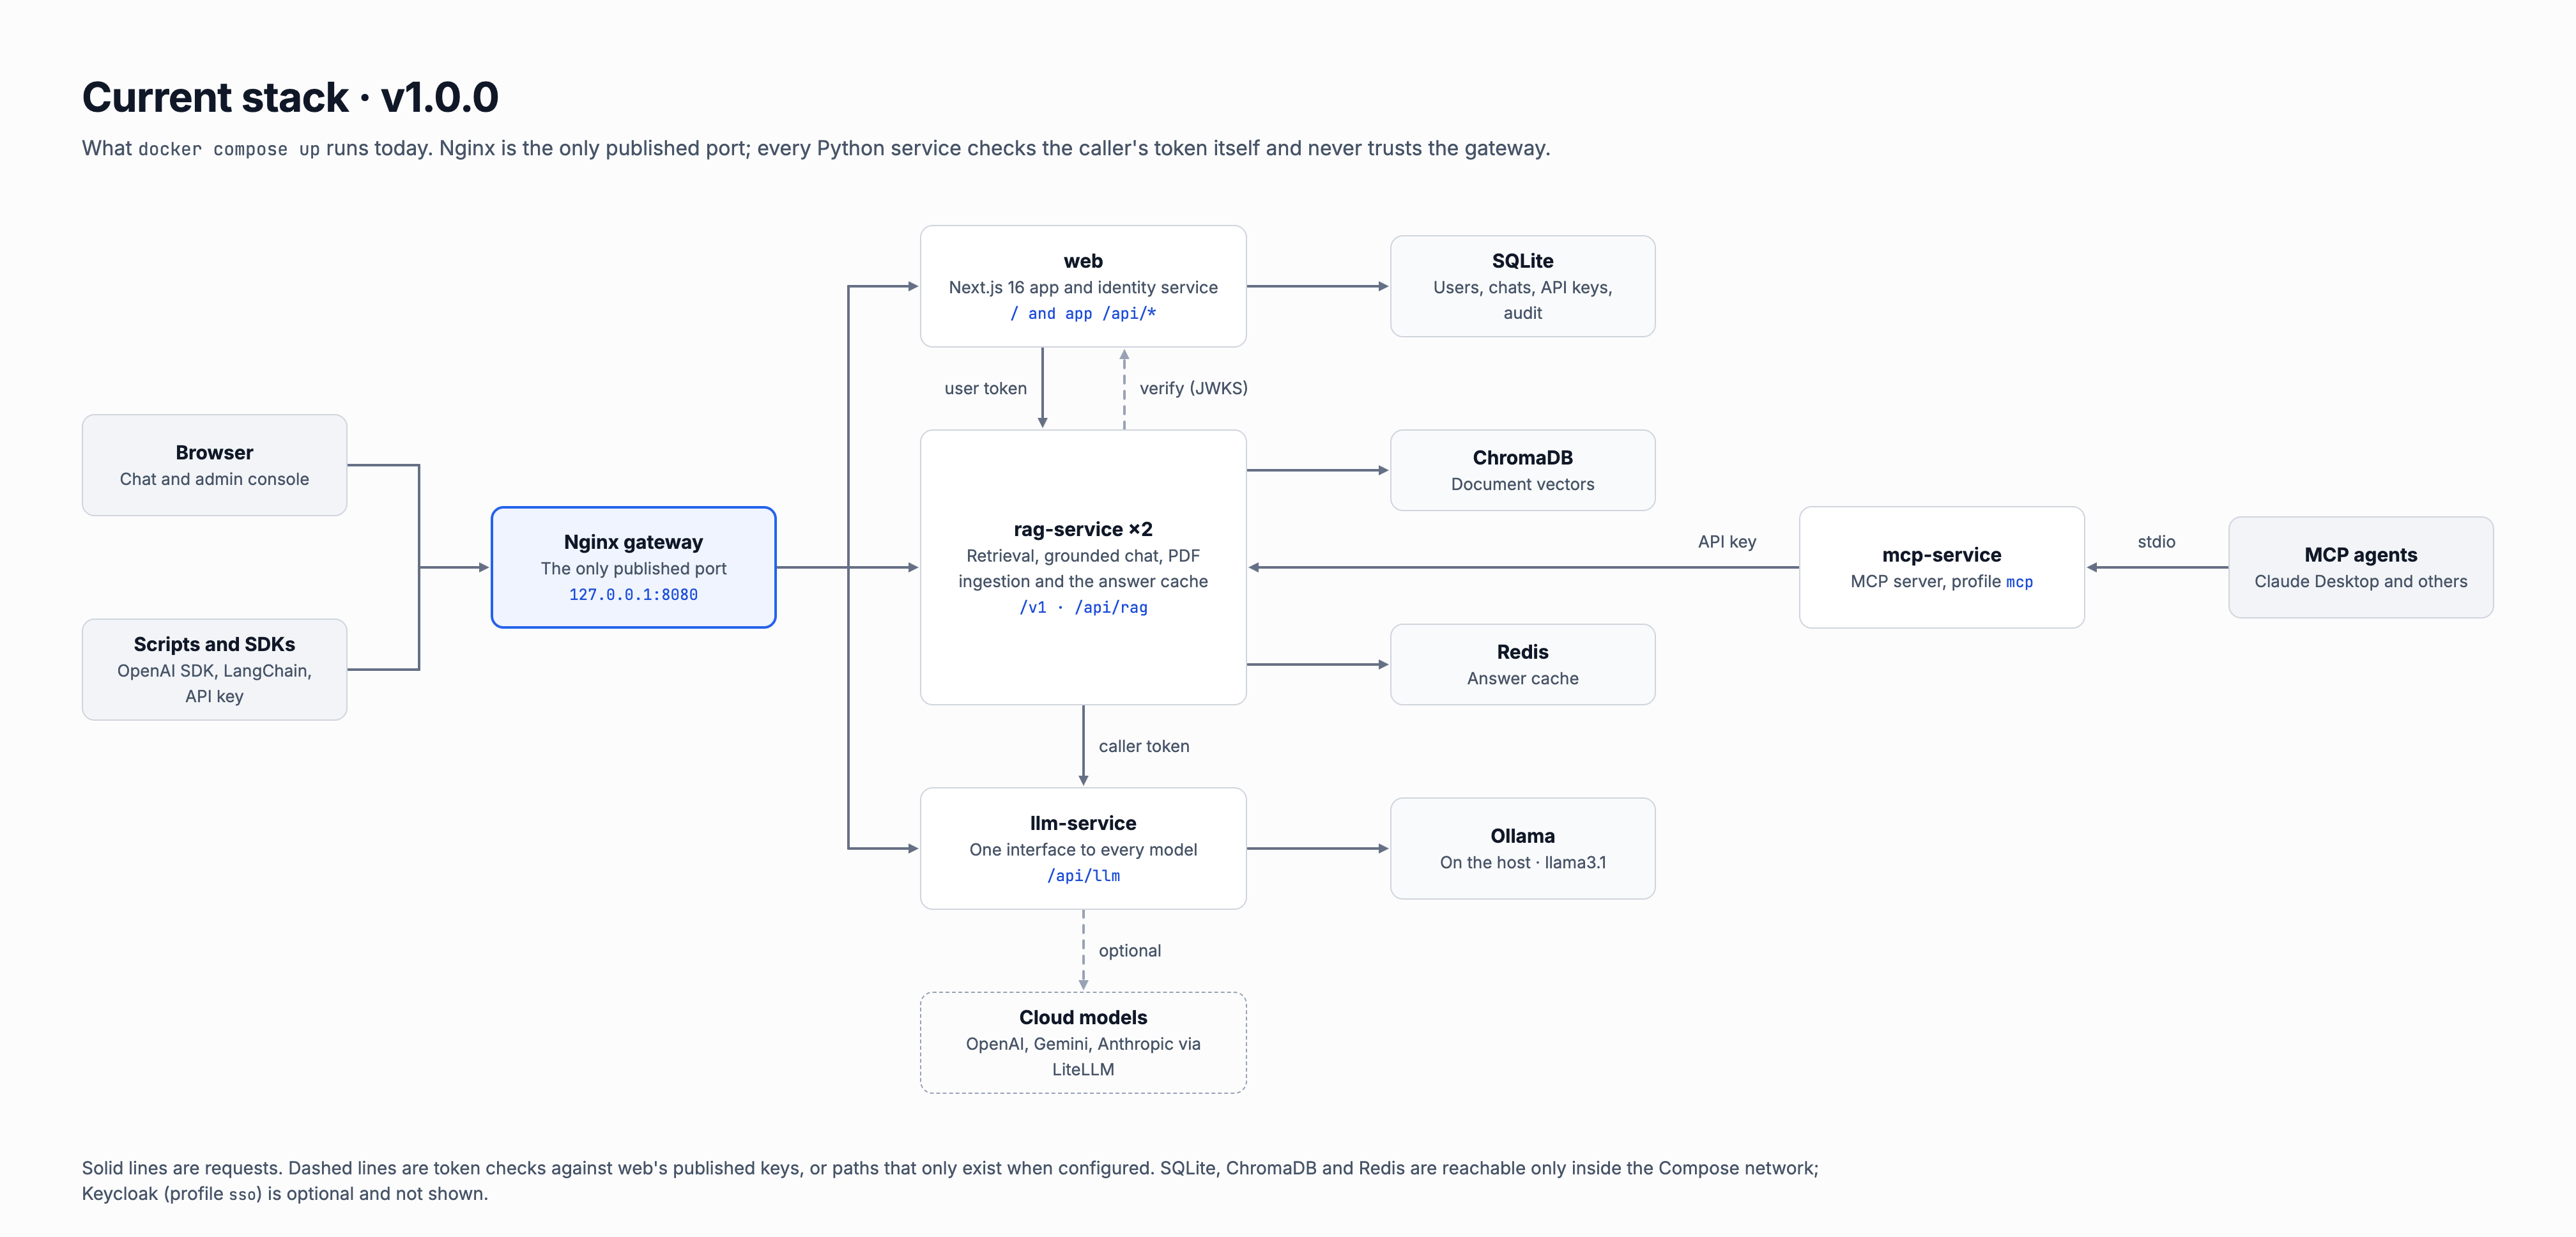 Current stack · v1.0.0
What docker compose up runs today. Nginx is the only published port; every Python service checks the caller's token itself and never trusts the gateway.
web
Next.js 16 app and identity service
/ and app /api/*
SQLite
Users, chats, API keys,
audit
user token
verify (JWKS)
Browser
Chat and admin console
Scripts and SDKs
OpenAI SDK, LangChain,
API key
Nginx gateway
The only published port
127.0.0.1:8080
rag-service ×2
Retrieval, grounded chat, PDF
ingestion and the answer cache
/v1 · /api/rag
ChromaDB
Document vectors
Redis
Answer cache
API key
mcp-service
MCP server, profile mcp
stdio
MCP agents
Claude Desktop and others
caller token
llm-service
One interface to every model
/api/llm
Ollama
On the host · llama3.1
optional
Cloud models
OpenAI, Gemini, Anthropic via
LiteLLM
Solid lines are requests. Dashed lines are token checks against web's published keys, or paths that only exist when configured. SQLite, ChromaDB and Redis are reachable only inside the Compose network;
Keycloak (profile sso) is optional and not shown.